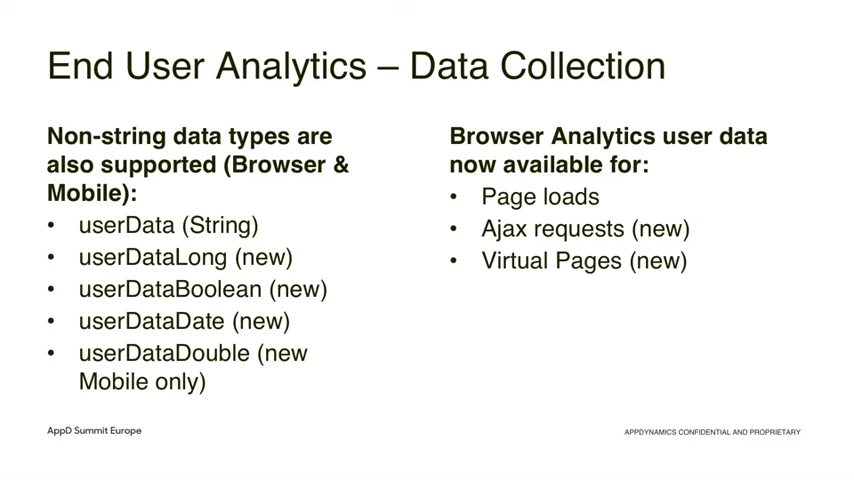 End User Analytics – Data Collection
Non-string data types are
also supported (Browser &
Mobile):
• userData (String)
• userDataLong (new)
• userDataBoolean (new)
• userDataDate (new)
• userDataDouble (new
Mobile only)
Browser Analytics user data
now available for:
• Page loads
• Ajax requests (new)
• Virtual Pages (new)
AppD Summit Europe
APPDYNAMICS CONFIDENTIAL AND PROPRIETARY